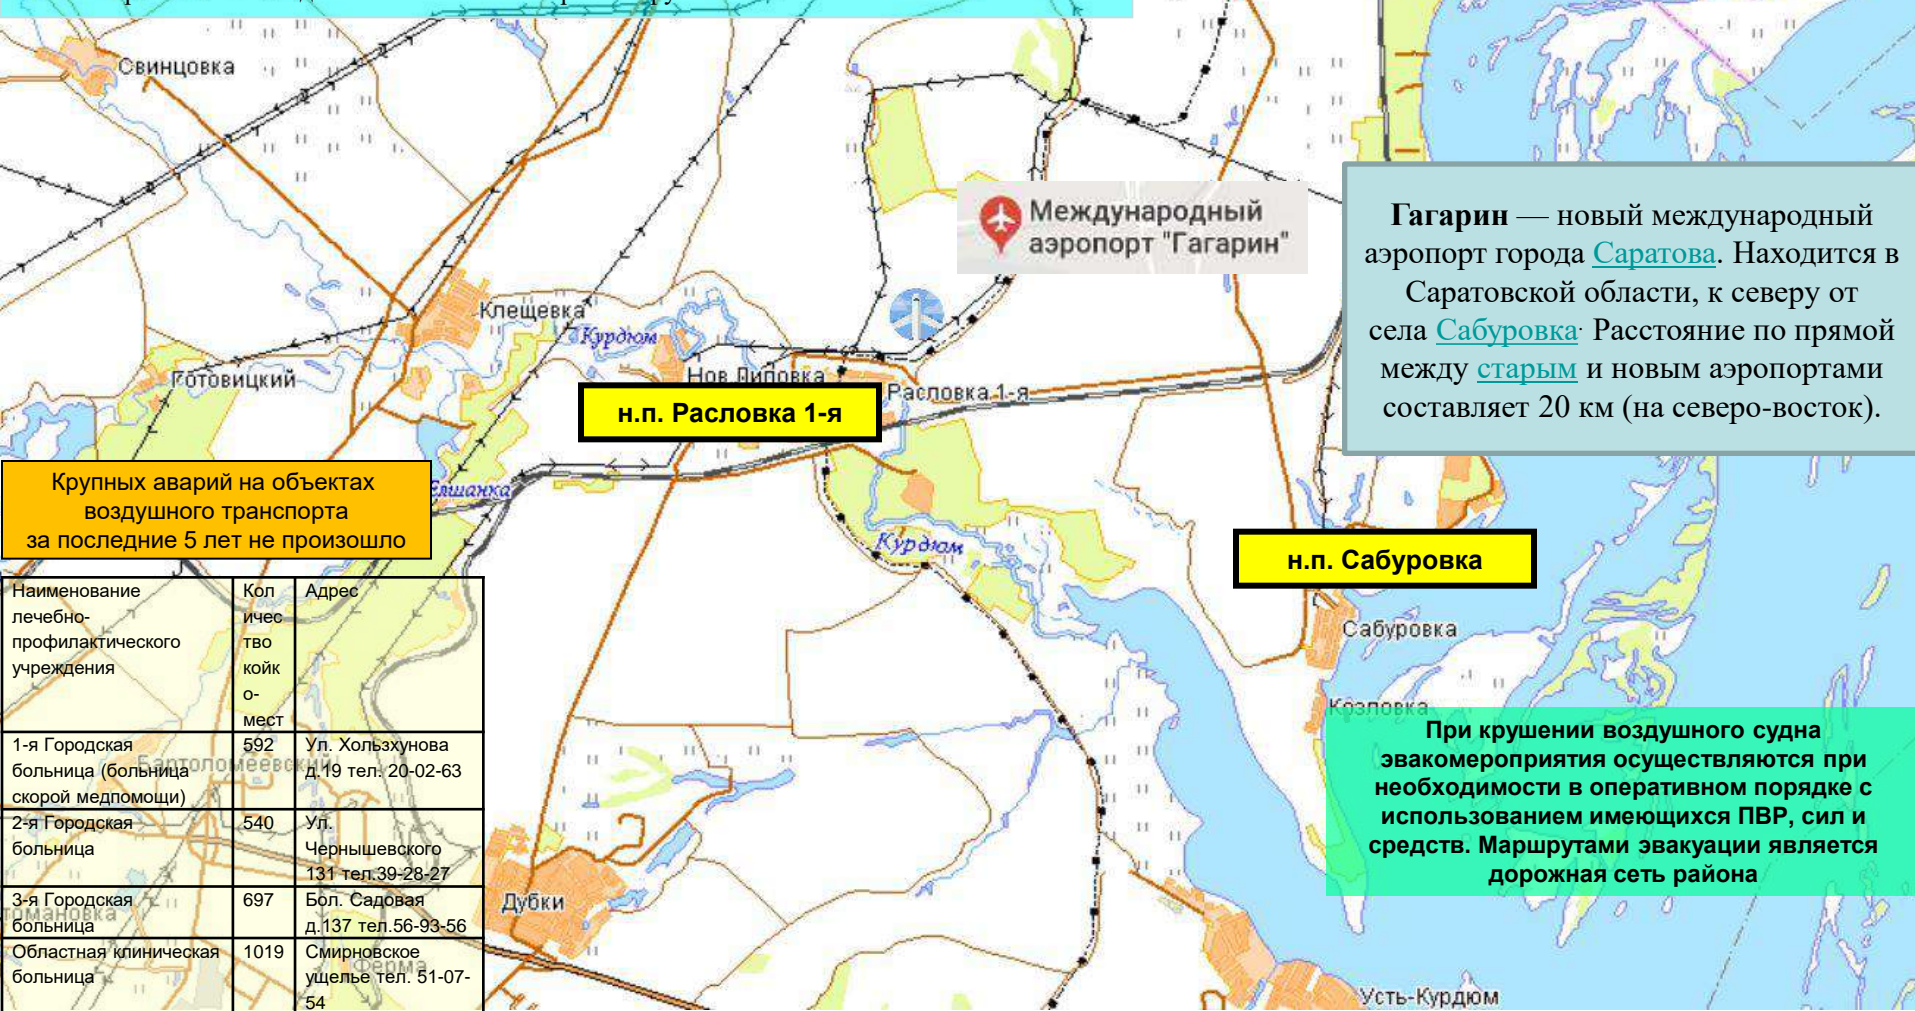 Свинцовка
Международный
аэропорт "Гагарин"
Гагарин — новый международный
аэропорт города Саратова. Находится в
Саратовской области, к северу от
села Сабуровка. Расстояние по прямой
между старым и новым аэропортами
составляет 20 км (на северо-восток).
Клещевка
Курдюм
Готовицкий
Нов.Липовка
Расловка 1-я
н.п. Расловка 1-я
Елшанка
Крупных аварий на объектах
воздушного транспорта
за последние 5 лет не произошло
Курдюм
н.п. Сабуровка
Сабуровка
Козловка
При крушении воздушного судна
эвакомероприятия осуществляются при
необходимости в оперативном порядке с
использованием имеющихся ПВР, сил и
средств. Маршрутами эвакуации является
дорожная сеть района
Наименование
лечебно-
профилактического
учреждения
Кол
ичес
тво
койк
о-
мест
Адрес
1-я Городская
больница (больница
скорой медпомощи)
592
Ул. Хользхунова
д.19 тел. 20-02-63
Бартоломеевский
2-я Городская
больница
540
Ул.
Чернышевского
131 тел.39-28-27
3-я Городская
больница
697
Бол. Садовая
д.137 тел.56-93-56
Областная клиническая
больница
1019
Смирновское
ущелье тел. 51-07-
54
Ферма
Дубки
Усть-Курдюм